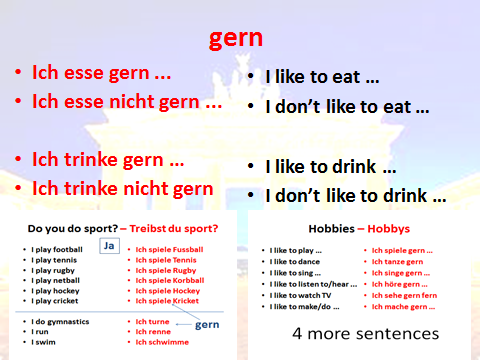 gern
• Ich esse gern ...
• Ich esse nicht gern ...
• I like to eat ...
• I don't like to eat ...
• Ich trinke gern ...
• Ich trinke nicht gern
• I like to drink ...
• I don't like to drink ...
Do you do sport? – Treibst du sport?
Ja
• I play football
• I play tennis
• I play rugby
• I play netball
• I play hockey
• I play cricket
• Ich spiele Fussball
• Ich spiele Tennis
• Ich spiele Rugby
• Ich spiele Korbball
• Ich spiele Hockey
• Ich spiele Kricket
• I do gymnastics
• I run
• I swim
• Ich turne
• Ich renne
• Ich schwimme
gern
Hobbies – Hobbys
• I like to play ...
• I like to dance
• I like to sing ...
• I like to listen to/hear ...
• I like to watch TV
• I like to make/do ...
• Ich spiele gern ...
• Ich tanze gern
• Ich singe gern ...
• Ich höre gern ...
• Ich sehe gern fern
• Ich mache gern ...
4 more sentences